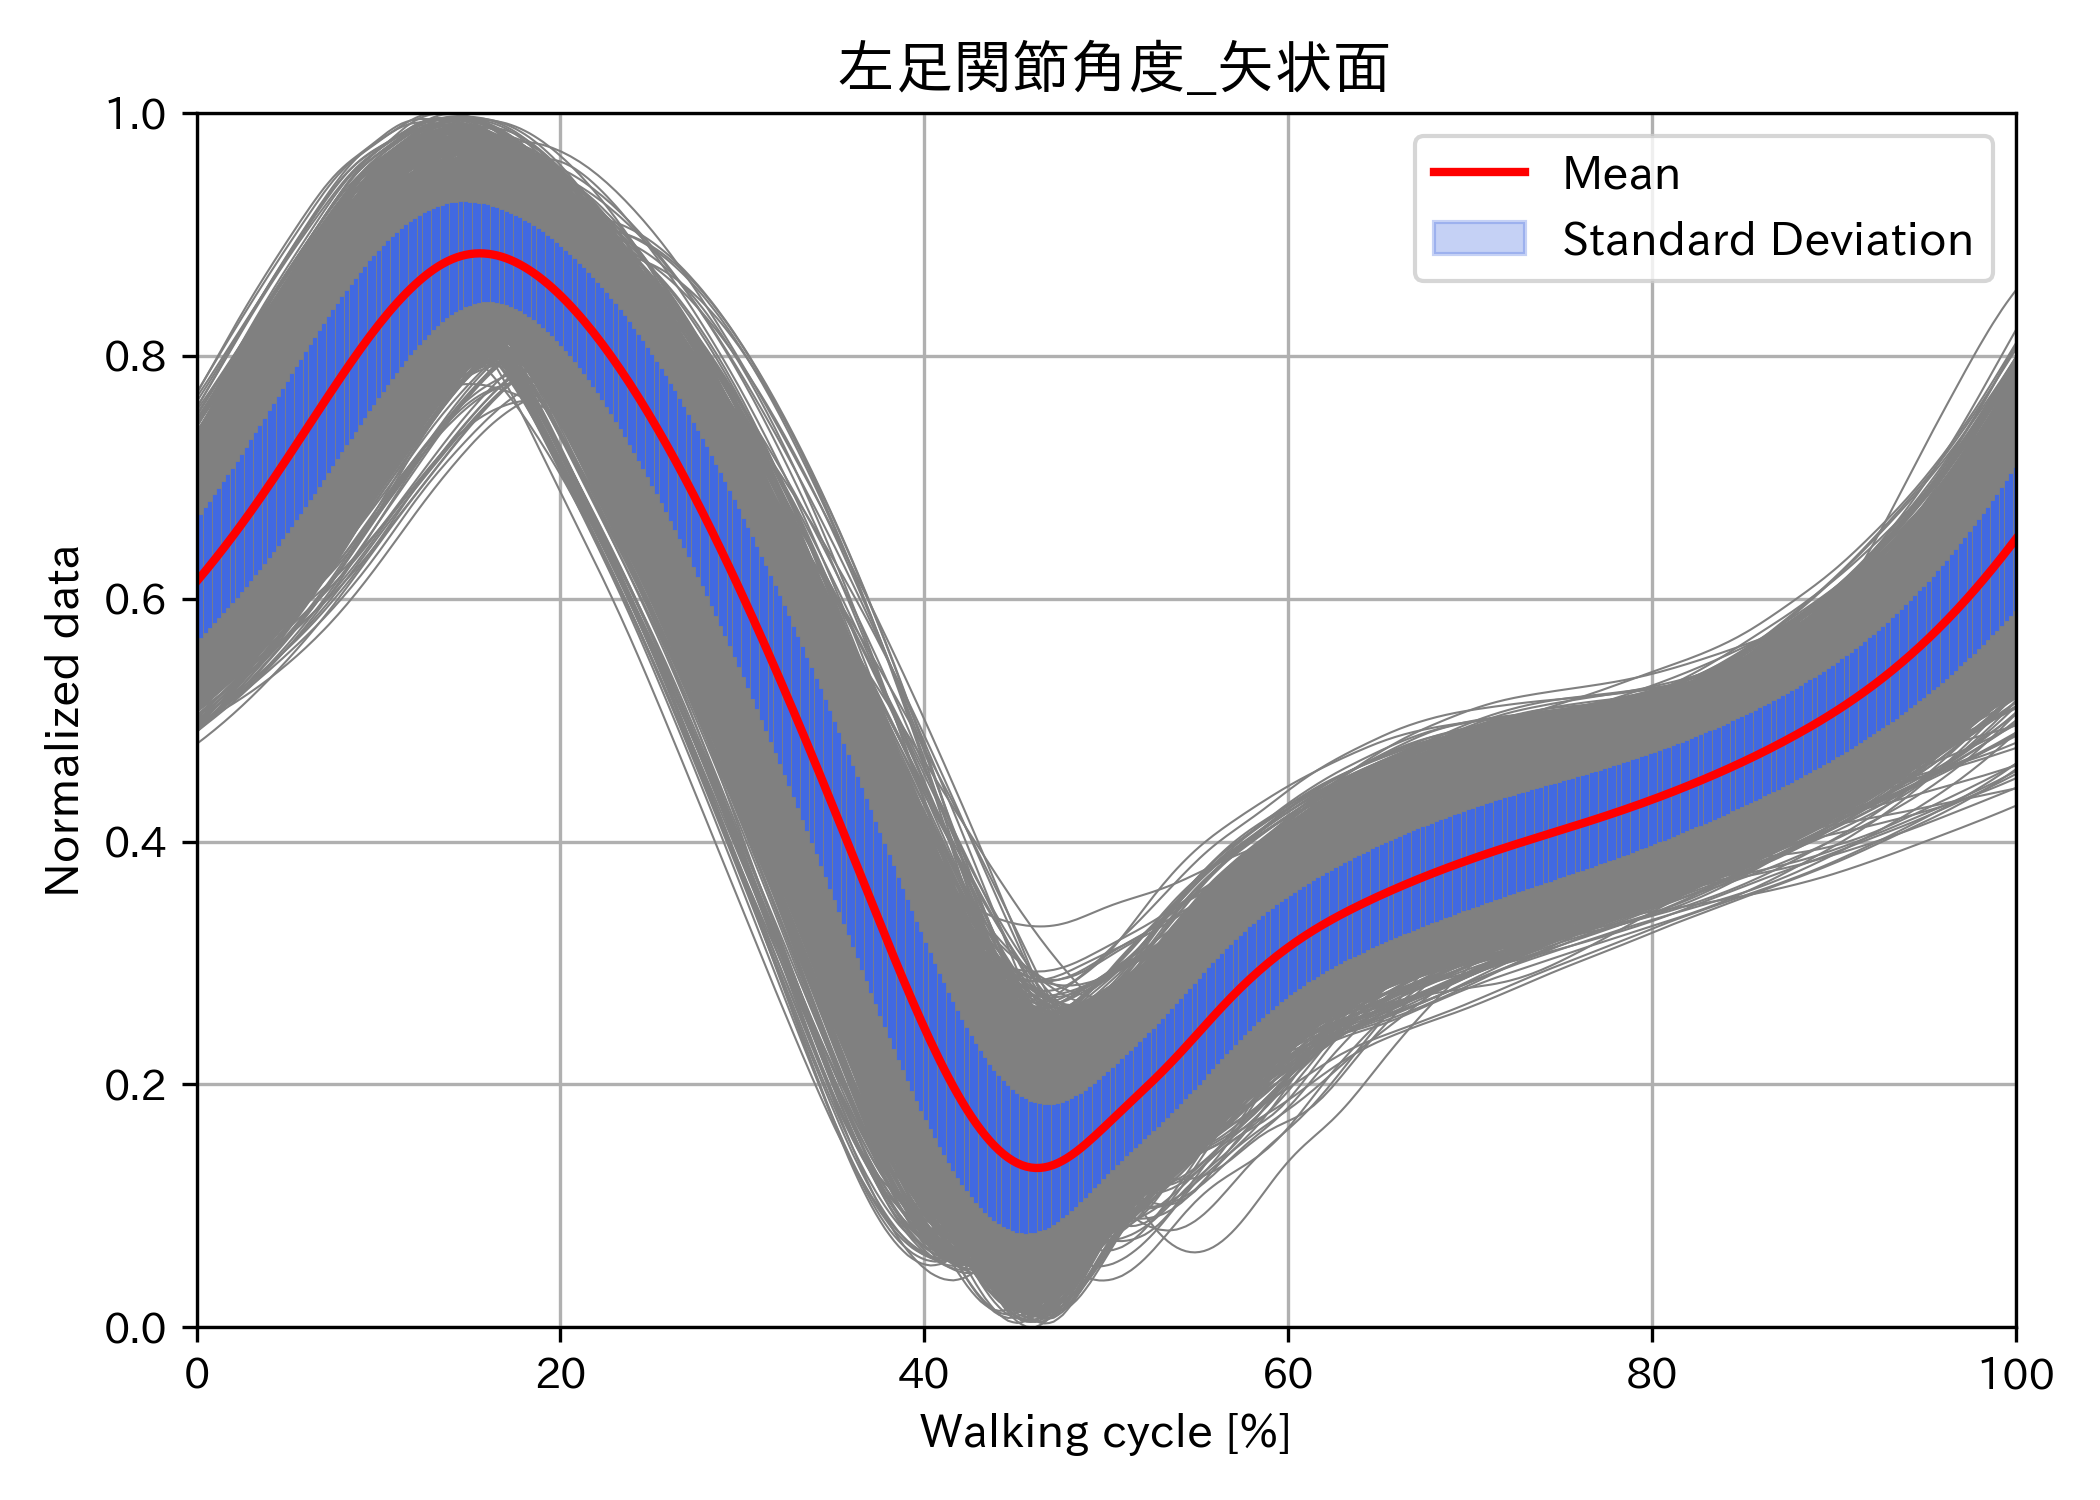 左足関節角度_矢状面
1.0
0.8
0.6
0.4
0.2
0.0
Normalized data
Mean
Standard Deviation
0 20 40 60 80 100
Walking cycle [%]